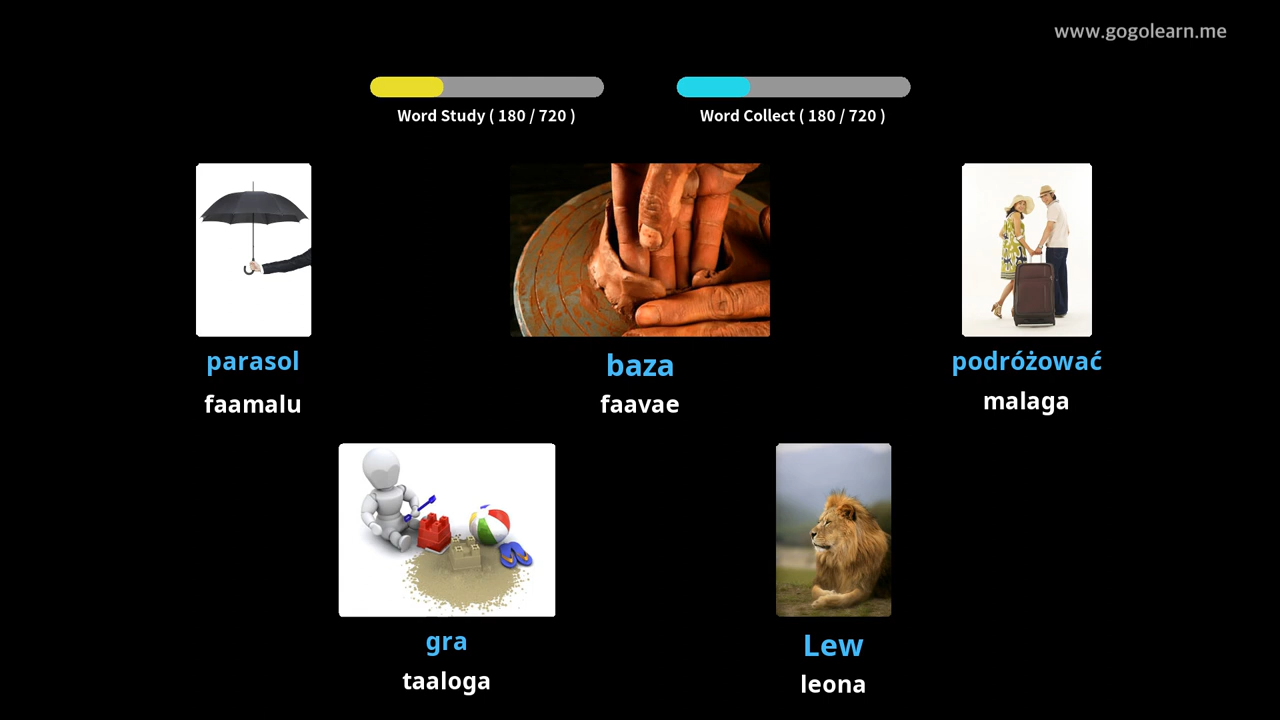 www.gogolearn.me
Word Study ( 180 / 720 )
Word Collect ( 180 / 720 )
parasol
faamalu
baza
faavae
podróżować
malaga
gra
taaloga
Lew
leona